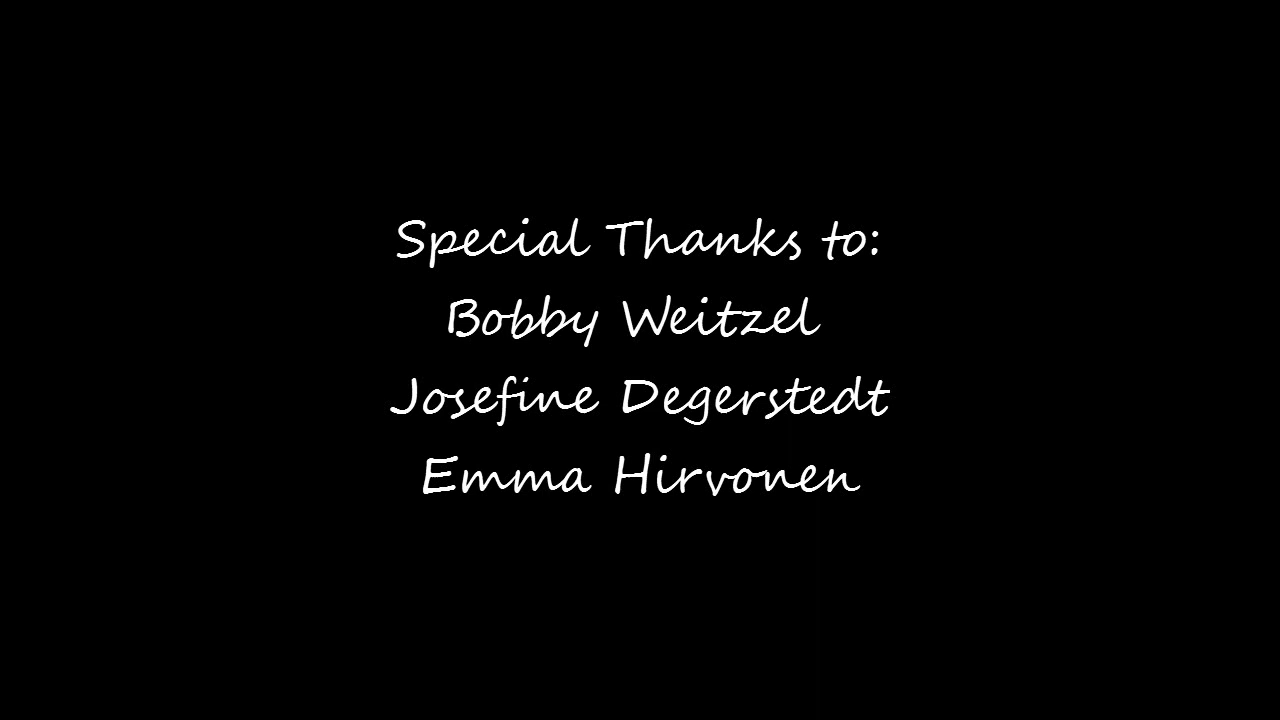 Special Thanks to:
Bobby Weitzel
Josefine Degerstedt
Emma Hirvonen